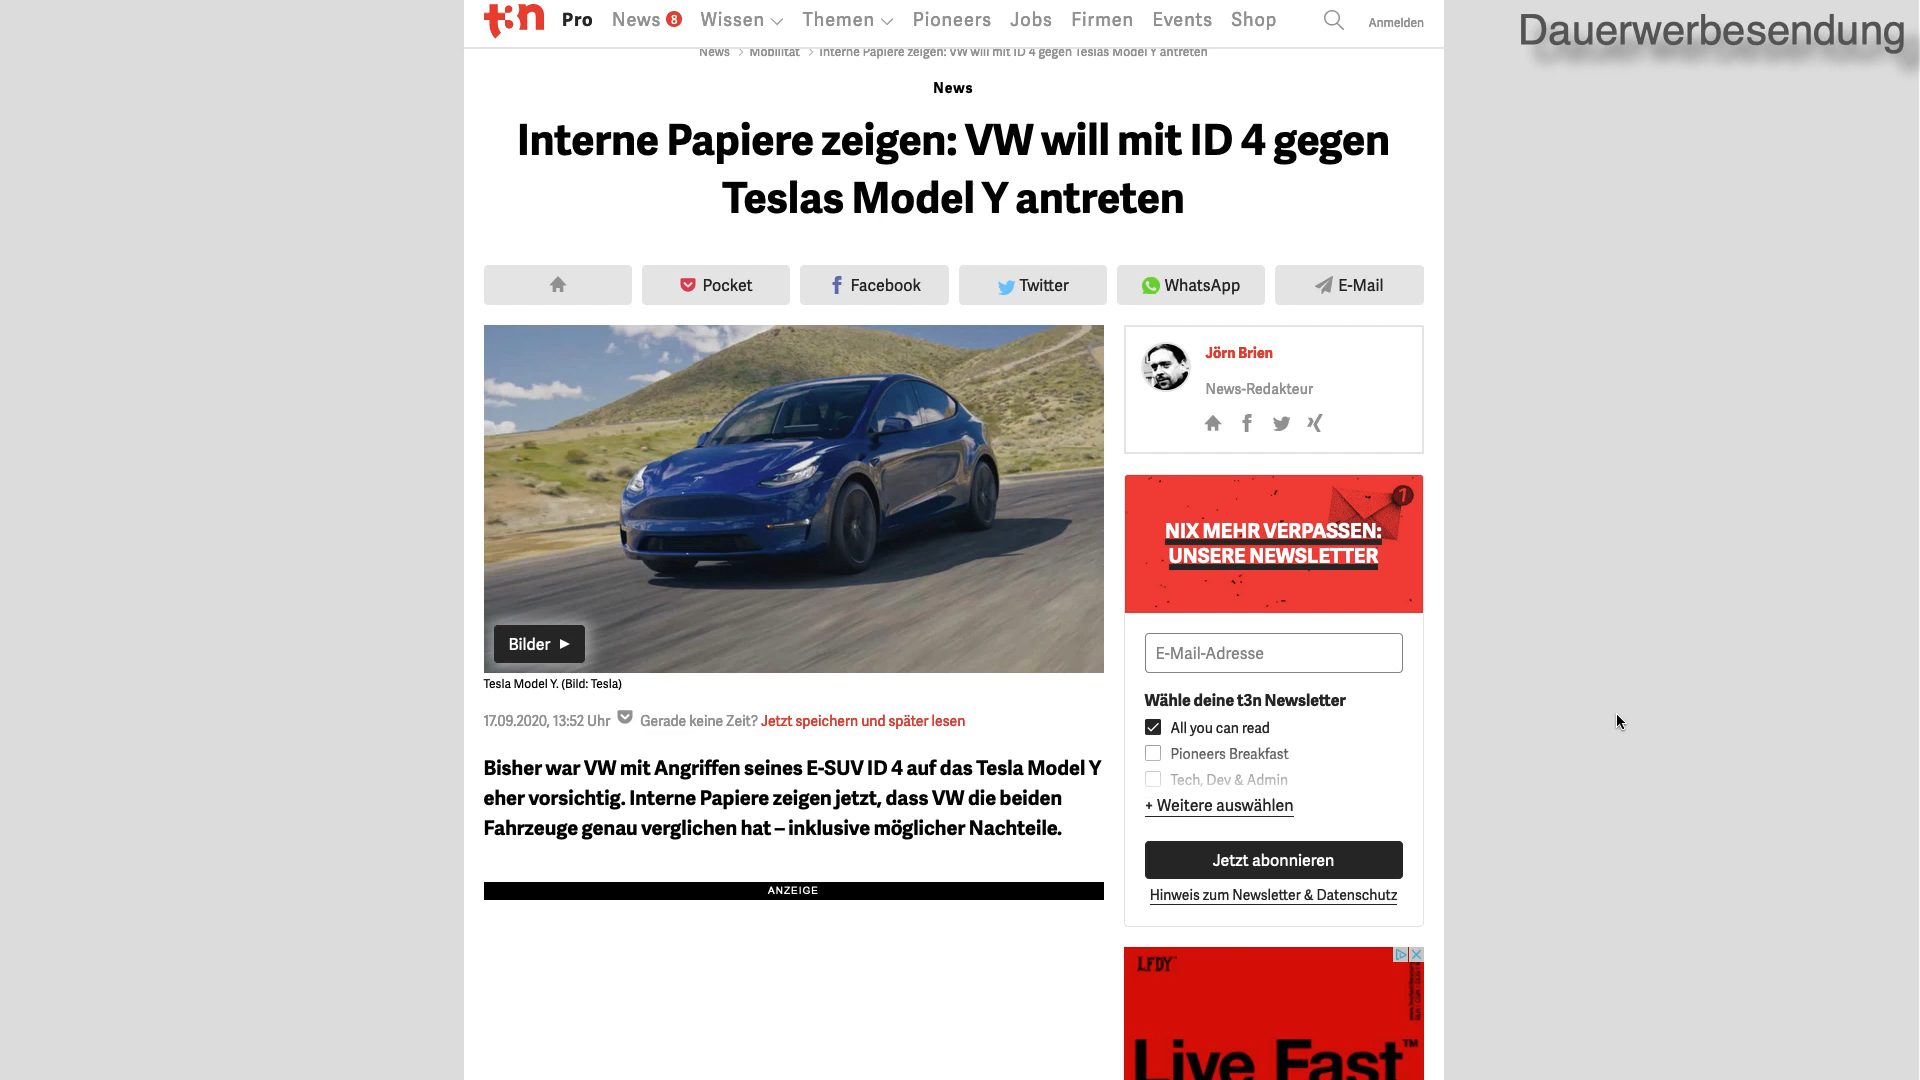 t3n Pro News 8 Wissen Themen Pioneers Jobs Firmen Events Shop Anmelden
Dauerwerbesendung
News > Mobilität > Interne Papiere zeigen: VW will mit ID 4 gegen Teslas Model Y antreten
News
Interne Papiere zeigen: VW will mit ID 4 gegen
Teslas Model Y antreten
Pocket Facebook Twitter WhatsApp E-Mail
Bilder
Tesla Model Y. (Bild: Tesla)
17.09.2020, 13:52 Uhr Gerade keine Zeit? Jetzt speichern und später lesen
Bisher war VW mit Angriffen seines E-SUV ID 4 auf das Tesla Model Y
eher vorsichtig. Interne Papiere zeigen jetzt, dass VW die beiden
Fahrzeuge genau verglichen hat – inklusive möglicher Nachteile.
ANZEIGE
Jörn Brien
News-Redakteur
1
NIX MEHR VERPASSEN:
UNSERE NEWSLETTER
E-Mail-Adresse
Wähle deine t3n Newsletter
All you can read
Pioneers Breakfast
Tech, Dev & Admin
+ Weitere auswählen
Jetzt abonnieren
Hinweis zum Newsletter & Datenschutz
LFDY
Live Fast™